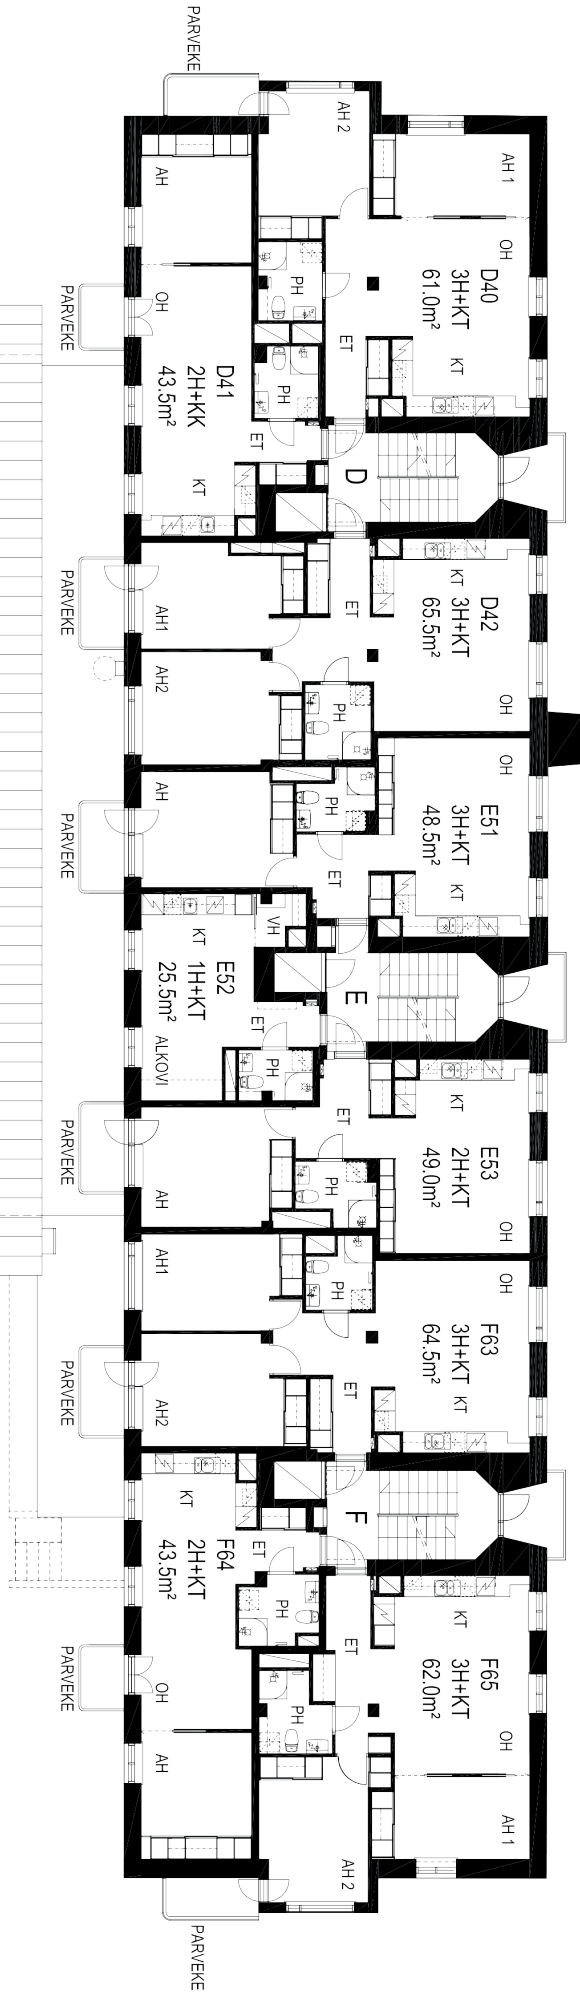 PARVEKE
AH 2
AH 1
AH
OH
D40
3H+KT
61.0m²
PH
OH
PARVEKE
ET
KT
D41
2H+KK
43.5m²
PH
ET
KT
D
KT
D42
3H+KT
65.5m²
ET
PARVEKE
AH1
AH2
PH
OH
OH
E51
3H+KT
48.5m²
KT
PH
AH
PARVEKE
ET
VH
KT
E52
1H+KT
25.5m²
E
ET
ALKOVI
PH
KT
E53
2H+KT
49.0m²
ET
PARVEKE
AH
PH
OH
AH1
PH
OH
F63
3H+KT
64.5m²
KT
ET
PARVEKE
AH2
F
KT
F64
2H+KT
43.5m²
ET
PH
KT
F65
3H+KT
62.0m²
ET
PARVEKE
OH
PH
OH
AH
AH 1
AH 2
PARVEKE